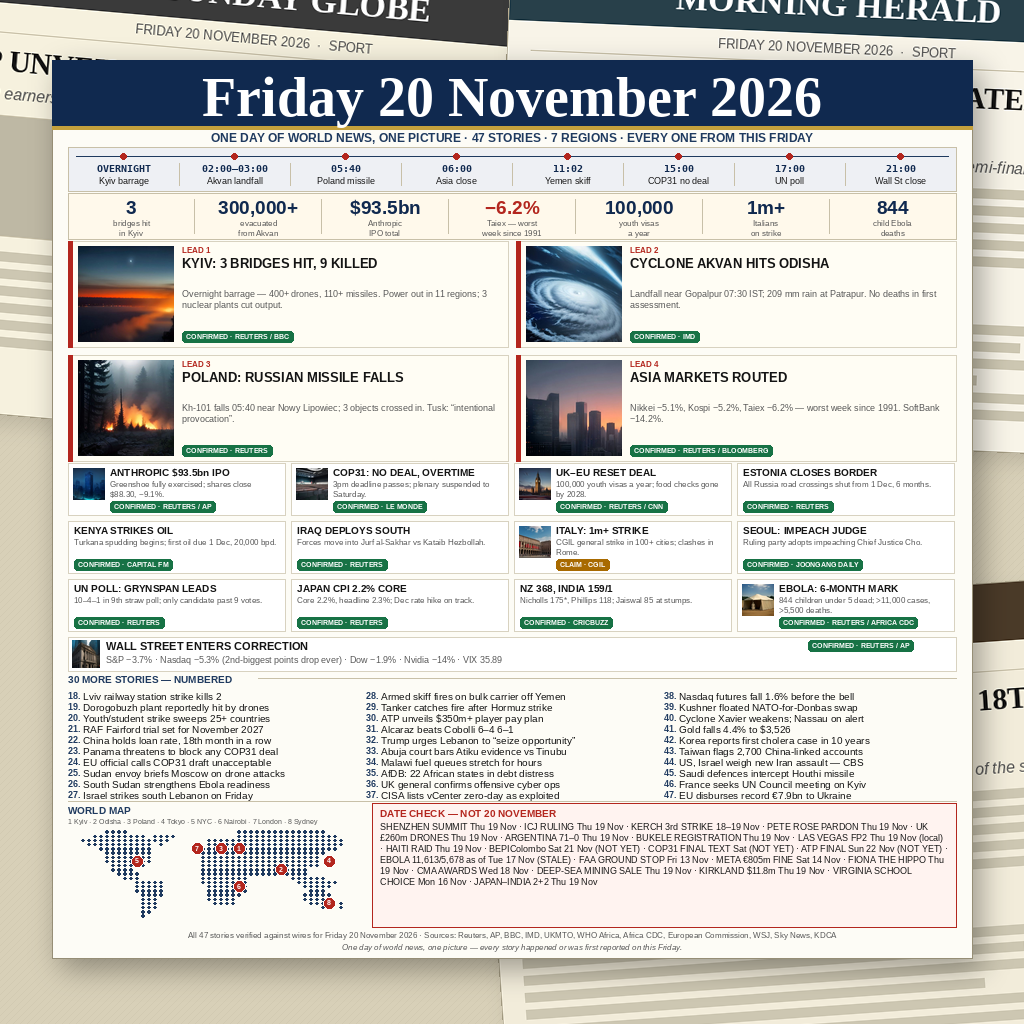 NDAY GLOBE
FRIDAY 20 NOVEMBER 2026 · SPORT
MORNING HERALD
FRIDAY 20 NOVEMBER 2026 · SPORT
earners
ATE
emi-fina
18T
of the s
Friday 20 November 2026
ONE DAY OF WORLD NEWS, ONE PICTURE · 47 STORIES · 7 REGIONS · EVERY ONE FROM THIS FRIDAY
OVERNIGHT
Kyiv barrage
02:00–03:00
Akvan landfall
05:40
Poland missile
06:00
Asia close
11:02
Yemen skiff
15:00
COP31 no deal
17:00
UN poll
21:00
Wall St close
3
bridges hit
in Kyiv
300,000+
evacuated
from Akvan
$93.5bn
Anthropic
IPO total
−6.2%
Taiex — worst
week since 1991
100,000
youth visas
a year
1m+
Italians
on strike
844
child Ebola
deaths
LEAD 1
KYIV: 3 BRIDGES HIT, 9 KILLED
Overnight barrage — 400+ drones, 110+ missiles. Power out in 11 regions; 3
nuclear plants cut output.
CONFIRMED · REUTERS / BBC
LEAD 2
CYCLONE AKVAN HITS ODISHA
Landfall near Gopalpur 07:30 IST; 209 mm rain at Patrapur. No deaths in first
assessment.
CONFIRMED · IMD
LEAD 3
POLAND: RUSSIAN MISSILE FALLS
Kh-101 falls 05:40 near Nowy Lipowiec; 3 objects crossed in. Tusk: “intentional
provocation”.
CONFIRMED · REUTERS
LEAD 4
ASIA MARKETS ROUTED
Nikkei −5.1%, Kospi −5.2%, Taiex −6.2% — worst week since 1991. SoftBank
−14.2%.
CONFIRMED · REUTERS / BLOOMBERG
ANTHROPIC $93.5bn IPO
Greenshoe fully exercised; shares close
$88.30, −9.1%.
CONFIRMED · REUTERS / AP
COP31: NO DEAL, OVERTIME
3pm deadline passes; plenary suspended to
Saturday.
CONFIRMED · LE MONDE
UK–EU RESET DEAL
100,000 youth visas a year; food checks gone
by 2028.
CONFIRMED · REUTERS / CNN
ESTONIA CLOSES BORDER
All Russia road crossings shut from 1 Dec, 6 months.
CONFIRMED · REUTERS
KENYA STRIKES OIL
Turkana spudding begins; first oil due 1 Dec, 20,000 bpd.
CONFIRMED · CAPITAL FM
IRAQ DEPLOYS SOUTH
Forces move into Jurf al-Sakhar vs Kataib Hezbollah.
CONFIRMED · REUTERS
ITALY: 1m+ STRIKE
CGIL general strike in 100+ cities; clashes in
Rome.
CLAIM · CGIL
SEOUL: IMPEACH JUDGE
Ruling party adopts impeaching Chief Justice Cho.
CONFIRMED · JOONGANG DAILY
UN POLL: GRYNSPAN LEADS
10–4–1 in 9th straw poll; only candidate past 9 votes.
CONFIRMED · REUTERS
JAPAN CPI 2.2% CORE
Core 2.2%, headline 2.3%; Dec rate hike on track.
CONFIRMED · REUTERS
NZ 368, INDIA 159/1
Nicholls 175*, Phillips 118; Jaiswal 85 at stumps.
CONFIRMED · CRICBUZZ
EBOLA: 6-MONTH MARK
844 children under 5 dead; >11,000 cases,
>5,500 deaths.
CONFIRMED · REUTERS / AFRICA CDC
WALL STREET ENTERS CORRECTION
S&P −3.7% · Nasdaq −5.3% (2nd-biggest points drop ever) · Dow −1.9% · Nvidia −14% · VIX 35.89
CONFIRMED · REUTERS / AP
30 MORE STORIES — NUMBERED
18. Lviv railway station strike kills 2
19. Dorogobuzh plant reportedly hit by drones
20. Youth/student strike sweeps 25+ countries
21. RAF Fairford trial set for November 2027
22. China holds loan rate, 18th month in a row
23. Panama threatens to block any COP31 deal
24. EU official calls COP31 draft unacceptable
25. Sudan envoy briefs Moscow on drone attacks
26. South Sudan strengthens Ebola readiness
27. Israel strikes south Lebanon on Friday
28. Armed skiff fires on bulk carrier off Yemen
29. Tanker catches fire after Hormuz strike
30. ATP unveils $350m+ player pay plan
31. Alcaraz beats Cobolli 6–4 6–1
32. Trump urges Lebanon to “seize opportunity”
33. Abuja court bars Atiku evidence vs Tinubu
34. Malawi fuel queues stretch for hours
35. AfDB: 22 African states in debt distress
36. UK general confirms offensive cyber ops
37. CISA lists vCenter zero-day as exploited
38. Nasdaq futures fall 1.6% before the bell
39. Kushner floated NATO-for-Donbas swap
40. Cyclone Xavier weakens; Nassau on alert
41. Gold falls 4.4% to $3,526
42. Korea reports first cholera case in 10 years
43. Taiwan flags 2,700 China-linked accounts
44. US, Israel weigh new Iran assault — CBS
45. Saudi defences intercept Houthi missile
46. France seeks UN Council meeting on Kyiv
47. EU disburses record €7.9bn to Ukraine
WORLD MAP
1 Kyiv · 2 Odisha · 3 Poland · 4 Tokyo · 5 NYC · 6 Nairobi · 7 London · 8 Sydney
7
3
1
5
4
2
6
8
DATE CHECK — NOT 20 NOVEMBER
SHENZHEN SUMMIT Thu 19 Nov · ICJ RULING Thu 19 Nov · KERCH 3rd STRIKE 18–19 Nov · PETE ROSE PARDON Thu 19 Nov · UK
£260m DRONES Thu 19 Nov · ARGENTINA 71–0 Thu 19 Nov · BUKELE REGISTRATION Thu 19 Nov · LAS VEGAS FP2 Thu 19 Nov (local)
· HAITI RAID Thu 19 Nov · BEPIColombo Sat 21 Nov (NOT YET) · COP31 FINAL TEXT Sat (NOT YET) · ATP FINAL Sun 22 Nov (NOT YET) ·
EBOLA 11,613/5,678 as of Tue 17 Nov (STALE) · FAA GROUND STOP Fri 13 Nov · META €805m FINE Sat 14 Nov · FIONA THE HIPPO Thu
19 Nov · CMA AWARDS Wed 18 Nov · DEEP-SEA MINING SALE Thu 19 Nov · KIRKLAND $11.8m Thu 19 Nov · VIRGINIA SCHOOL
CHOICE Mon 16 Nov · JAPAN–INDIA 2+2 Thu 19 Nov
All 47 stories verified against wires for Friday 20 November 2026 · Sources: Reuters, AP, BBC, IMD, UKMTO, WHO Africa, Africa CDC, European Commission, WSJ, Sky News, KDCA
One day of world news, one picture — every story happened or was first reported on this Friday.